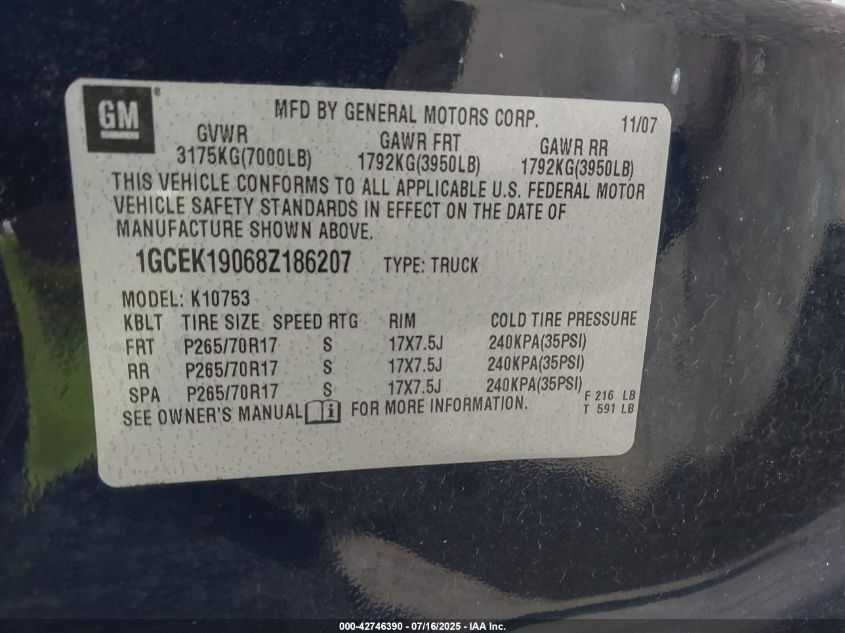 GM
MFD BY GENERAL MOTORS CORP. 11/07
GVWR GAWR FRT GAWR RR
3175KG(7000LB) 1792KG(3950LB) 1792KG(3950LB)
THIS VEHICLE CONFORMS TO ALL APPLICABLE U.S. FEDERAL MOTOR
VEHICLE SAFETY STANDARDS IN EFFECT ON THE DATE OF
MANUFACTURE SHOWN ABOVE.
1GCEK19068Z186207 TYPE: TRUCK
MODEL: K10753
KBLT TIRE SIZE SPEED RTG RIM COLD TIRE PRESSURE
FRT P265/70R17 S 17X7.5J 240KPA(35PSI)
RR P265/70R17 S 17X7.5J 240KPA(35PSI)
SPA P265/70R17 S 17X7.5J 240KPA(35PSI)
F 216 LB
T 591 LB
SEE OWNER'S MANUAL i FOR MORE INFORMATION.
000-42746390 - 07/16/2025 - IAA Inc.